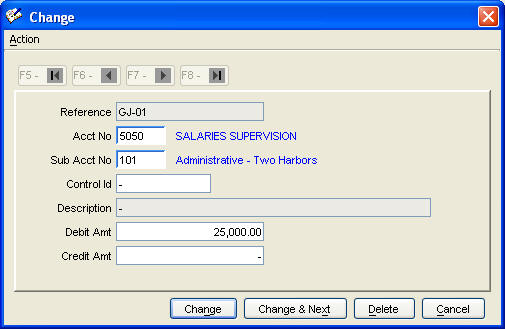 Change
Action
F5 - F6 - F7 - F8 -
Reference GJ-01
Acct No 5050 SALARIES SUPERVISION
Sub Acct No 101 Administrative - Two Harbors
Control Id -
Description -
Debit Amt 25,000.00
Credit Amt -
Change Change & Next Delete Cancel